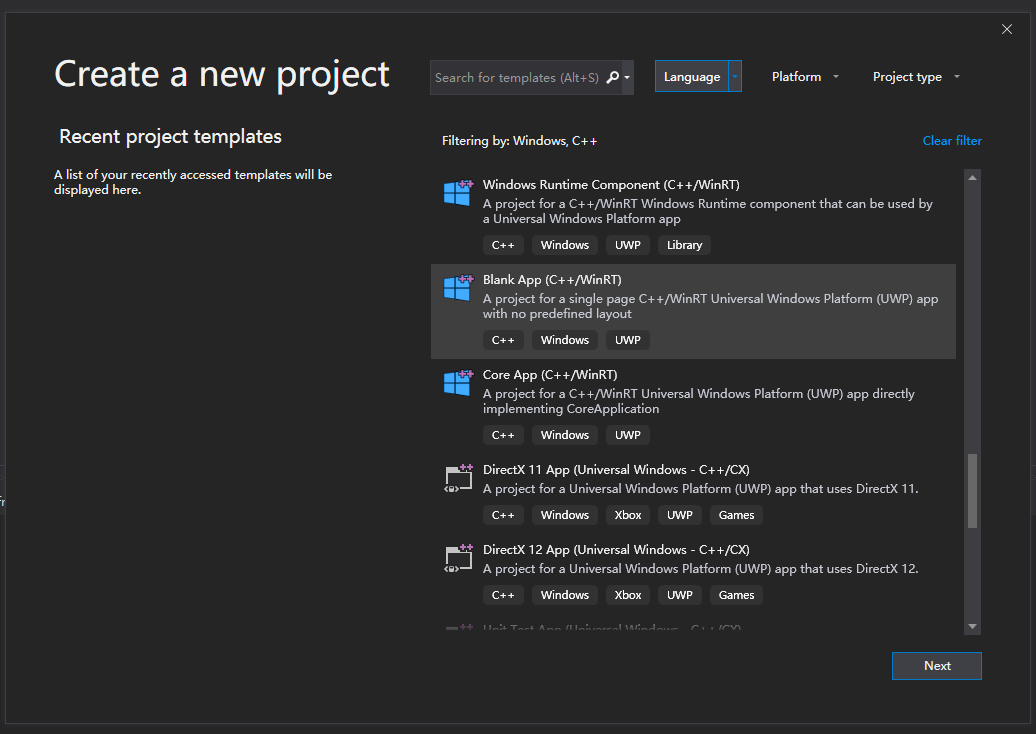 Create a new project
Search for templates (Alt+S)
Language
Platform
Project type
Recent project templates
A list of your recently accessed templates will be
displayed here.
Filtering by: Windows, C++
Clear filter
Windows Runtime Component (C++/WinRT)
A project for a C++/WinRT Windows Runtime component that can be used by
a Universal Windows Platform app
C++ Windows UWP Library
Blank App (C++/WinRT)
A project for a single page C++/WinRT Universal Windows Platform (UWP) app
with no predefined layout
C++ Windows UWP
Core App (C++/WinRT)
A project for a C++/WinRT Universal Windows Platform (UWP) app directly
implementing CoreApplication
C++ Windows UWP
DirectX 11 App (Universal Windows - C++/CX)
A project for a Universal Windows Platform (UWP) app that uses DirectX 11.
C++ Windows Xbox UWP Games
DirectX 12 App (Universal Windows - C++/CX)
A project for a Universal Windows Platform (UWP) app that uses DirectX 12.
C++ Windows Xbox UWP Games
Unit Test App (Universal Windows - C++/CX)
Next